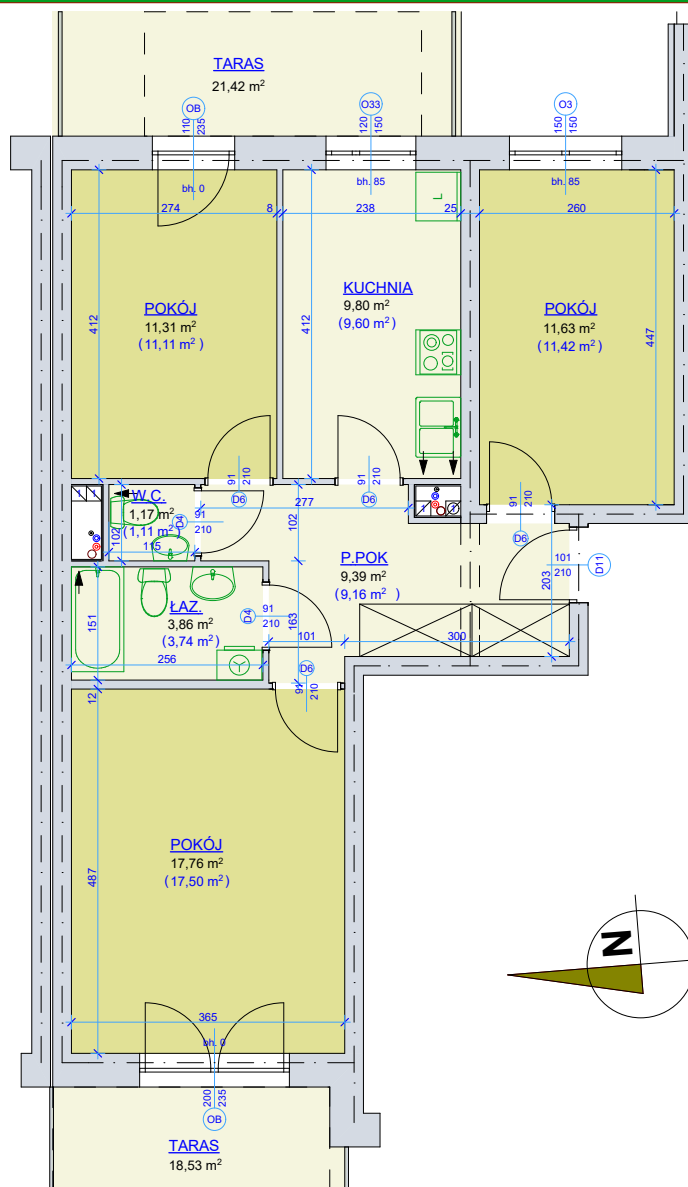 TARAS
21,42 m²
OB
110
235
O33
120
150
O3
150
150
bh. 0
bh. 85
bh. 85
274
8
238
25
260
L
KUCHNIA
9,80 m²
(9,60 m² )
POKÓJ
11,31 m²
(11,11 m² )
POKÓJ
11,63 m²
(11,42 m² )
412
412
447
91
210
D6
91
210
D6
91
210
D6
W.C.
1,17 m²
(1,11 m² )
102
115
D4
91
210
277
102
P.POK
9,39 m²
(9,16 m² )
101
210
D11
203
ŁAZ.
3,86 m²
(3,74 m² )
151
256
D4
91
210
163
101
300
D6
91
210
12
POKÓJ
17,76 m²
(17,50 m² )
487
365
bh. 0
200
235
OB
N
TARAS
18,53 m²